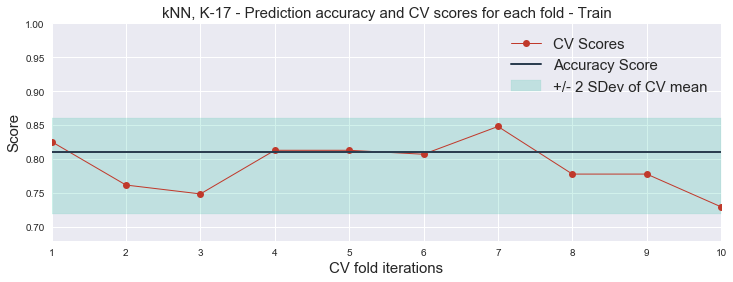 kNN, K-17 - Prediction accuracy and CV scores for each fold - Train
1.00
0.95
0.90
0.85
0.80
0.75
0.70
Score
CV Scores
Accuracy Score
+/- 2 SDev of CV mean
1 2 3 4 5 6 7 8 9 10
CV fold iterations